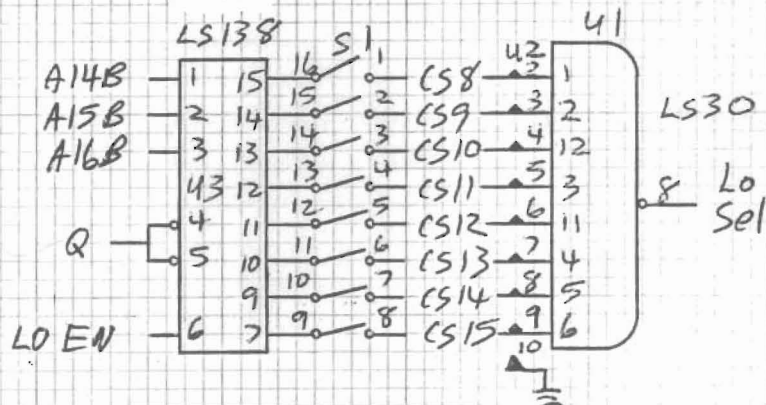 LS138
S1
U1
U2
A14B 1 15 16 1 CS8 2 1
A15B 2 14 15 2 CS9 3 2 LS30
A16B 3 13 14 3 CS10 4 12
U3 12 13 4 CS11 5 3
8 Lo Sel
4 11 12 5 CS12 6 11
Q
5 10 11 6 CS13 7 4
9 10 7 CS14 8 5
LO EN 6 7 9 8 CS15 9 6
10